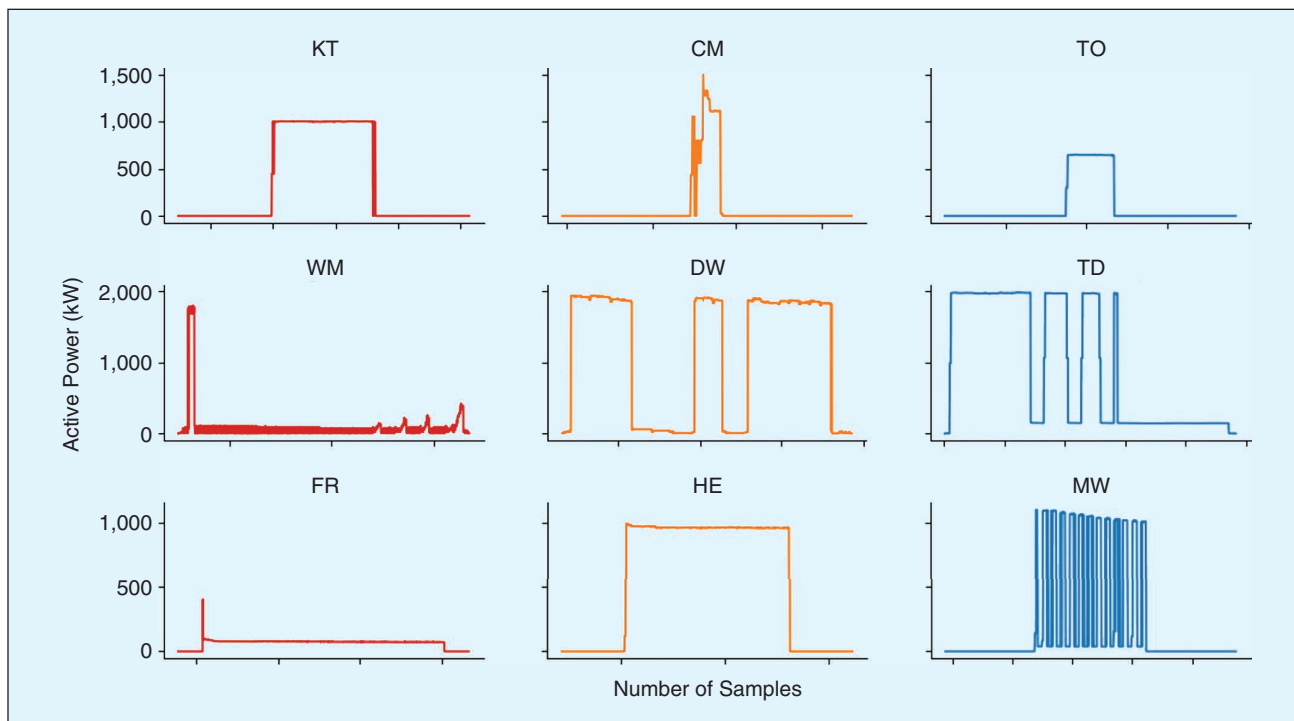 KT CM TO
1,500
1,000
500
0
WM DW TD
2,000
1,000
0
Active Power (kW)
FR HE MW
1,000
500
0
Number of Samples